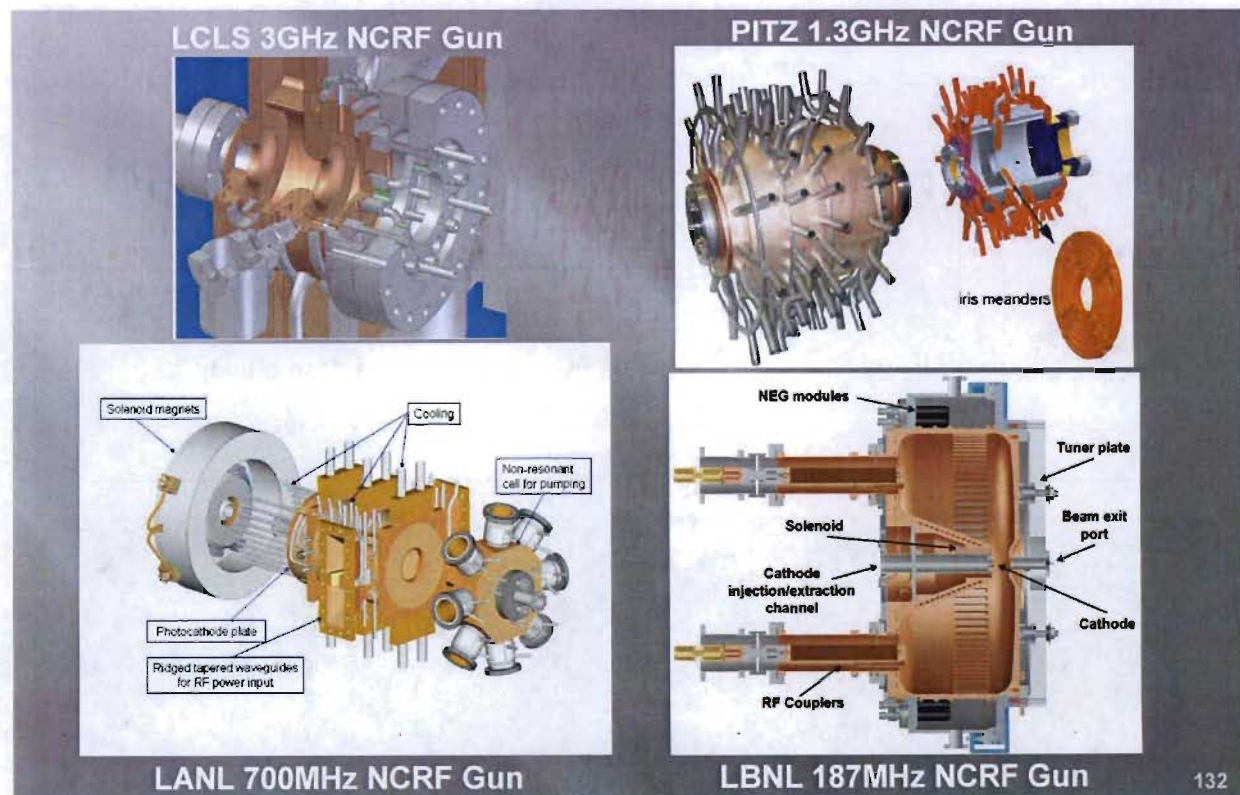 LCLS 3GHz NCRF Gun
PITZ 1.3GHz NCRF Gun
iris meanders
Solenoid magnets
Cooling
Non-resonant
cell for pumping
Photocathode plate
Ridged tapered waveguides
for RF power input
NEG modules
Tuner plate
Solenoid
Beam exit
port
Cathode
injection/extraction
channel
Cathode
RF Couplers
LANL 700MHz NCRF Gun
LBNL 187MHz NCRF Gun
132